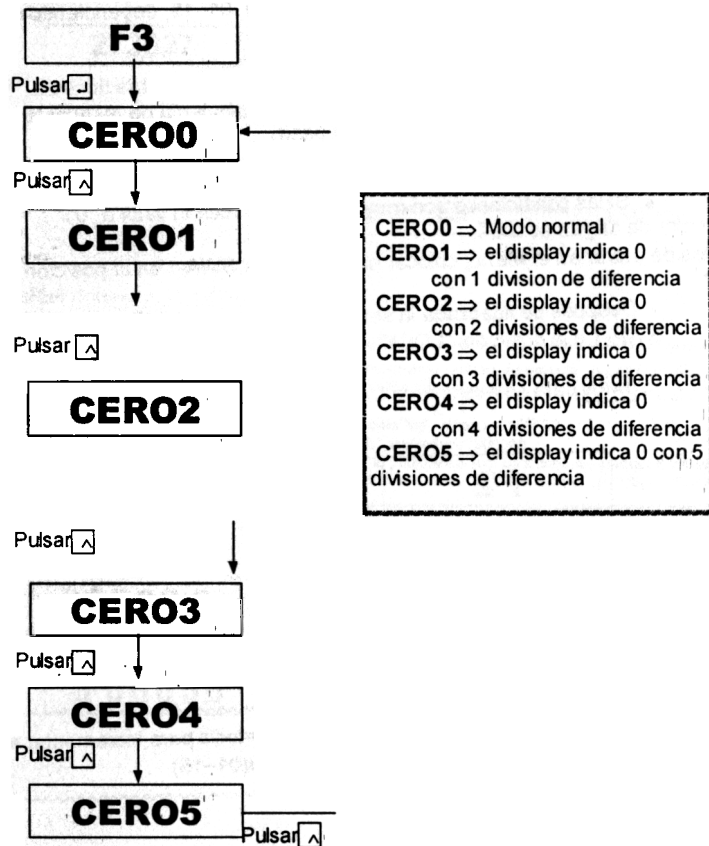 F3
Pulsar ↵
CERO0
Pulsar ^
CERO1
Pulsar ^
CERO2
Pulsar ^
CERO3
Pulsar ^
CERO4
Pulsar ^
CERO5
Pulsar ^
CERO0 ⇒ Modo normal
CERO1 ⇒ el display indica 0
con 1 division de diferencia
CERO2 ⇒ el display indica 0
con 2 divisiones de diferencia
CERO3 ⇒ el display indica 0
con 3 divisiones de diferencia
CERO4 ⇒ el display indica 0
con 4 divisiones de diferencia
CERO5 ⇒ el display indica 0 con 5
divisiones de diferencia